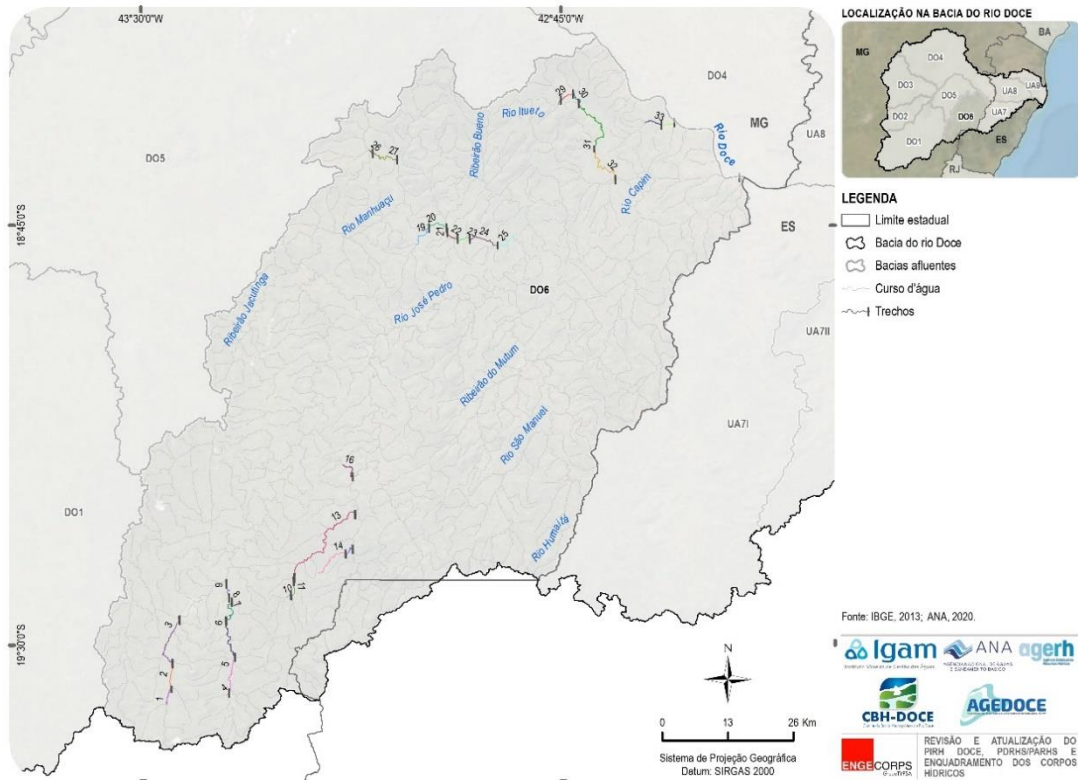 43°30'0"S
42°45'0"S
LOCALIZAÇÃO NA BACIA DO RIO DOCE
MG
BA
DO4
DO3
DO5
UA8
UA9
DO2
DO6
UA7
DO1
ES
RJ
DO4
MG
UA8
DO5
29
30
Rio Itueto
Ribeirão Bueno
33
Rio Doce
31
32
27
Rio Capim
LEGENDA
Limite estadual
Bacia do rio Doce
Bacias afluentes
Curso d'água
Trechos
18°45'0"S
Rio Manhuaçu
19
20
21
22
23
24
25
ES
DO6
Ribeirão Jacutinga
Rio José Pedro
UA7II
Ribeirão do Mutum
Rio São Manuel
UA7I
16
DO1
13
14
Rio Humaitá
10
11
9
8
7
6
3
5
2
4
1
19°30'0"S
N
0 13 26 Km
Sistema de Projeção Geográfica
Datum: SIRGAS 2000
Fonte: IBGE, 2013; ANA, 2020.
Igam
ANA
agerh
CBH-DOCE
AGEDOCE
ENGECORPS
REVISÃO E ATUALIZAÇÃO DO
PIRH DOCE, PDRHS/PARHS E
ENQUADRAMENTO DOS CORPOS
HÍDRICOS